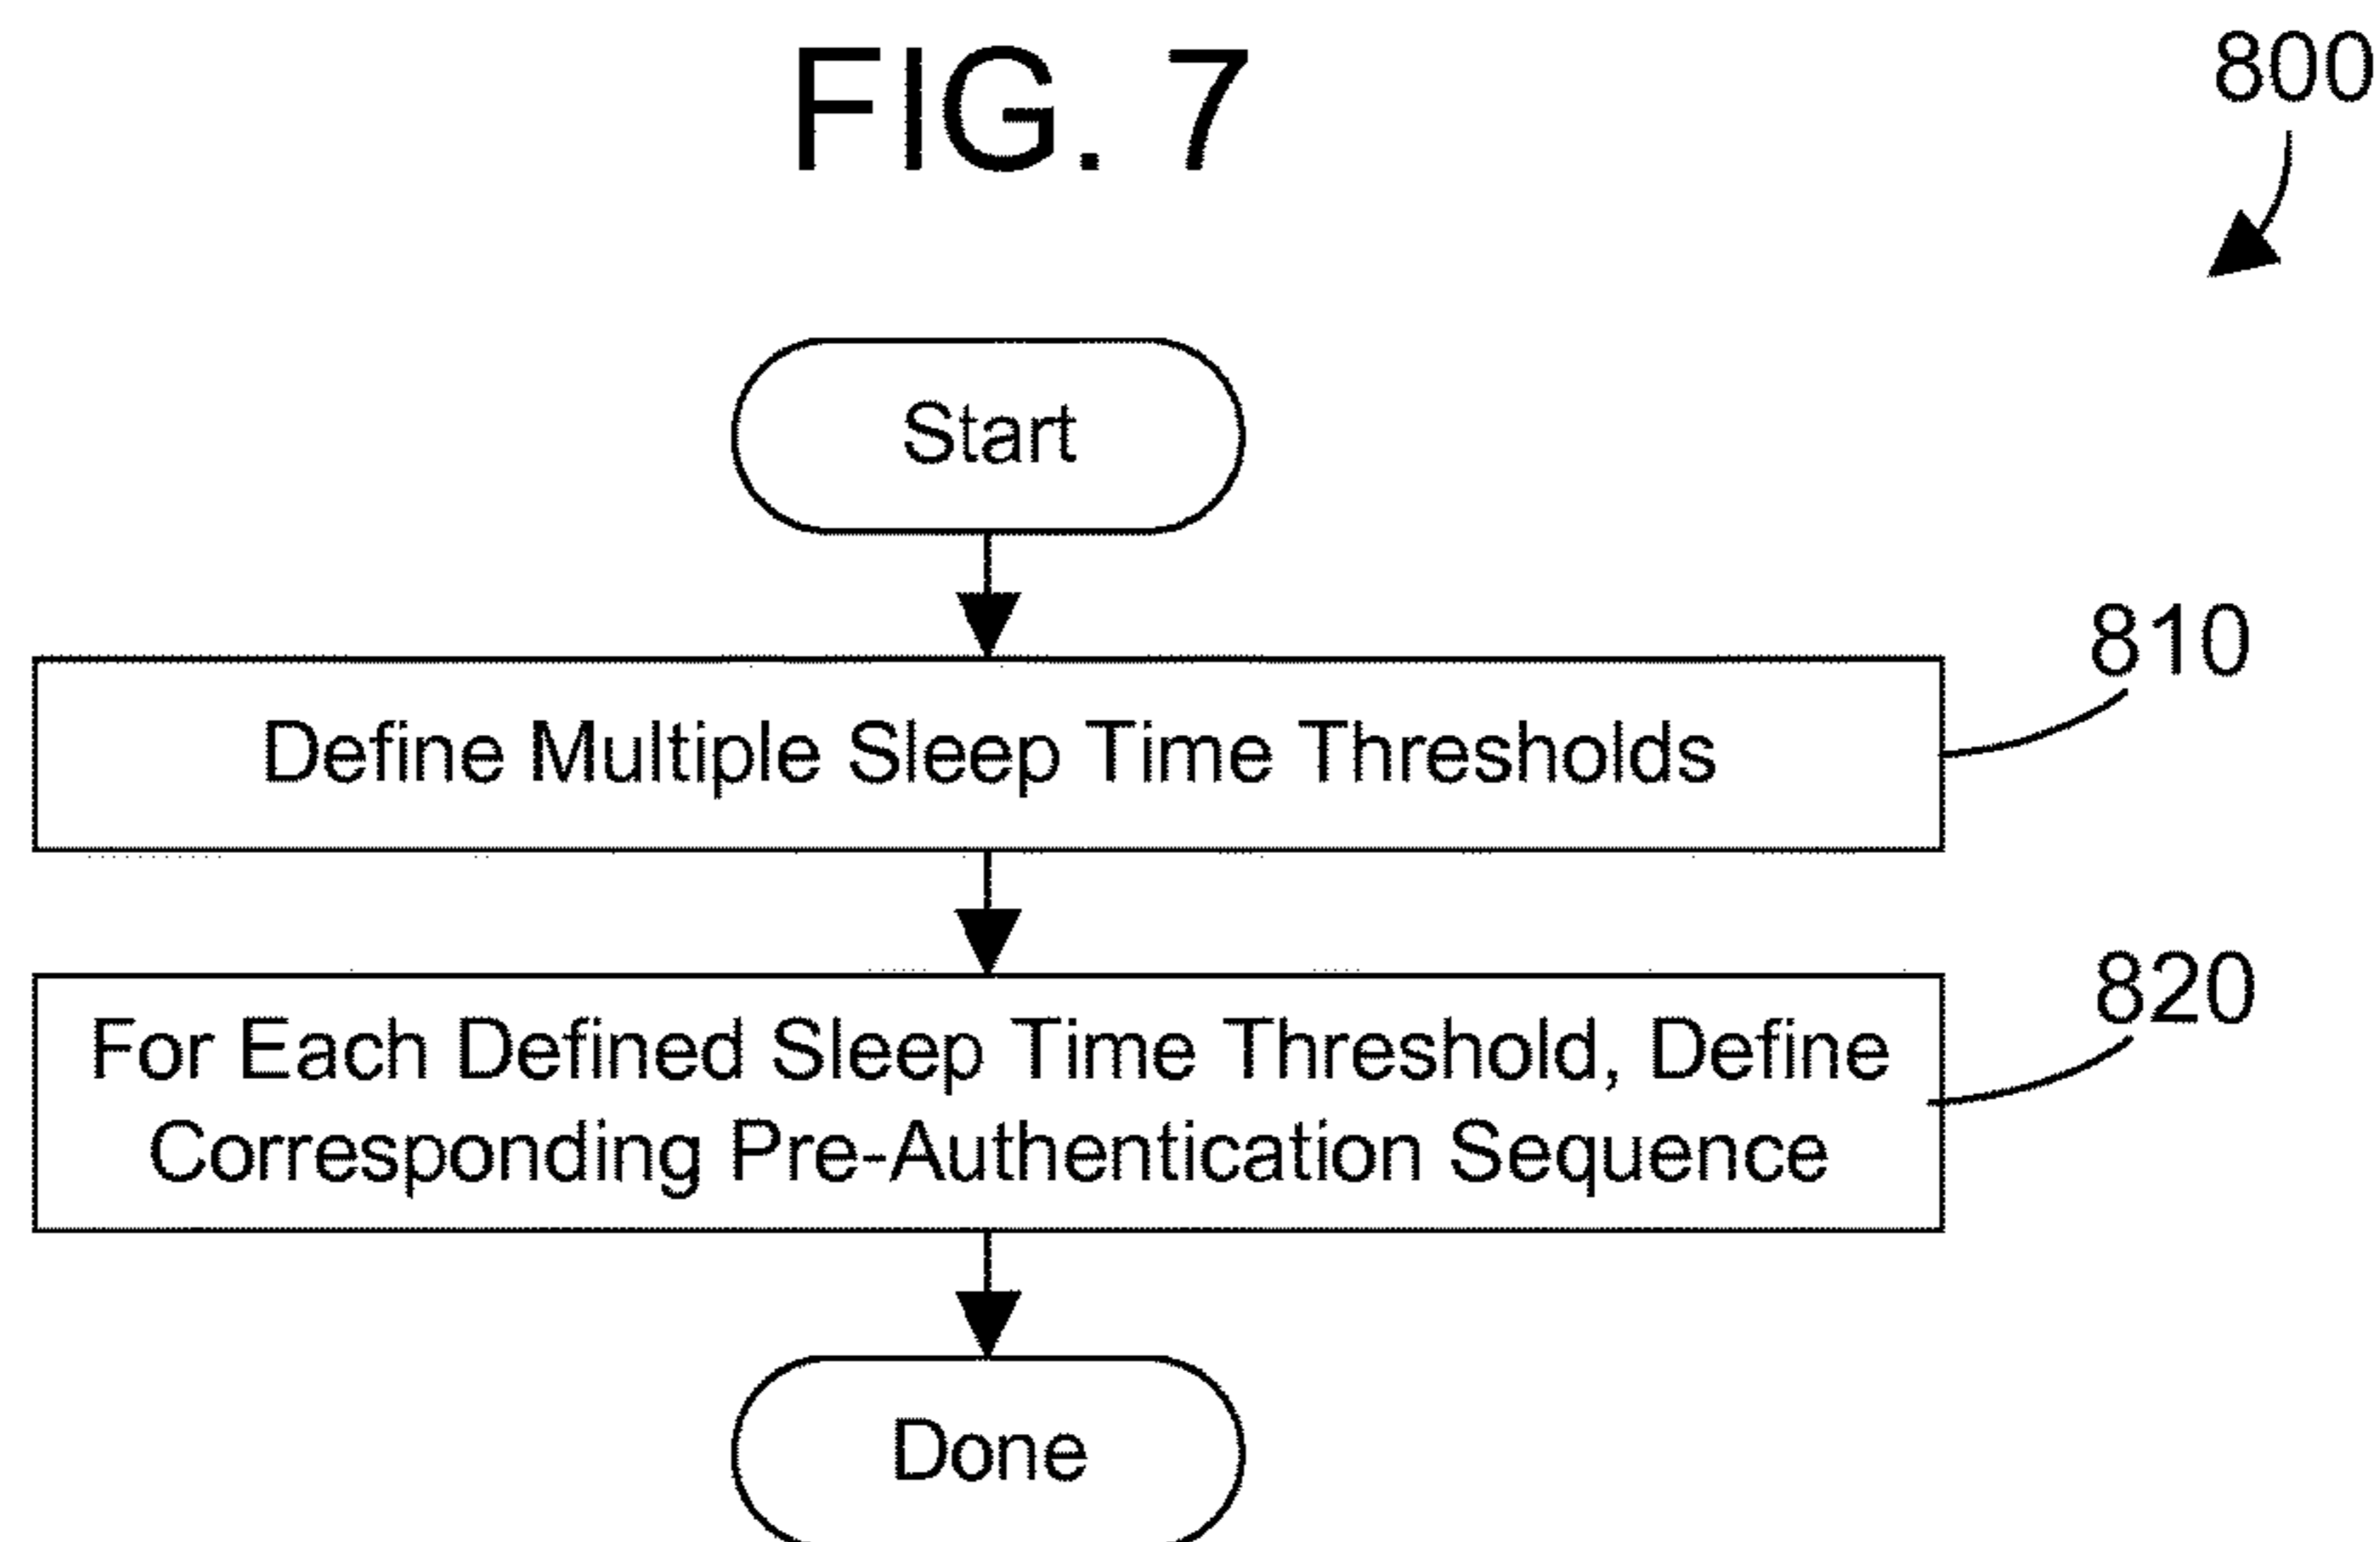 FIG. 7
800
Start
810
Define Multiple Sleep Time Thresholds
820
For Each Defined Sleep Time Threshold, Define
Corresponding Pre-Authentication Sequence
Done